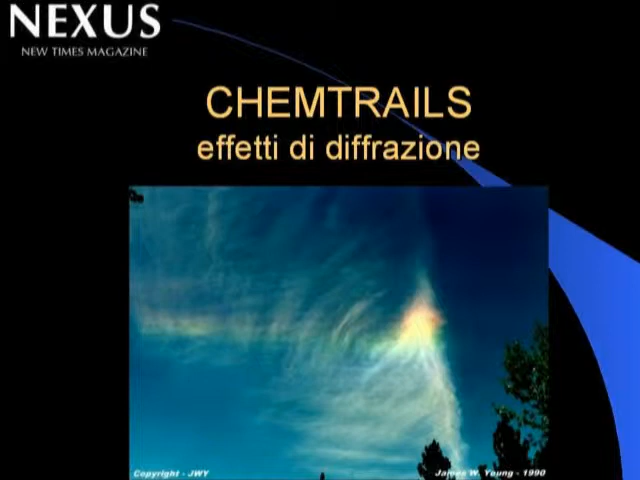 NEXUS
NEW TIMES MAGAZINE
CHEMTRAILS
effetti di diffrazione
Copyright - JWY
James W. Young - 1990